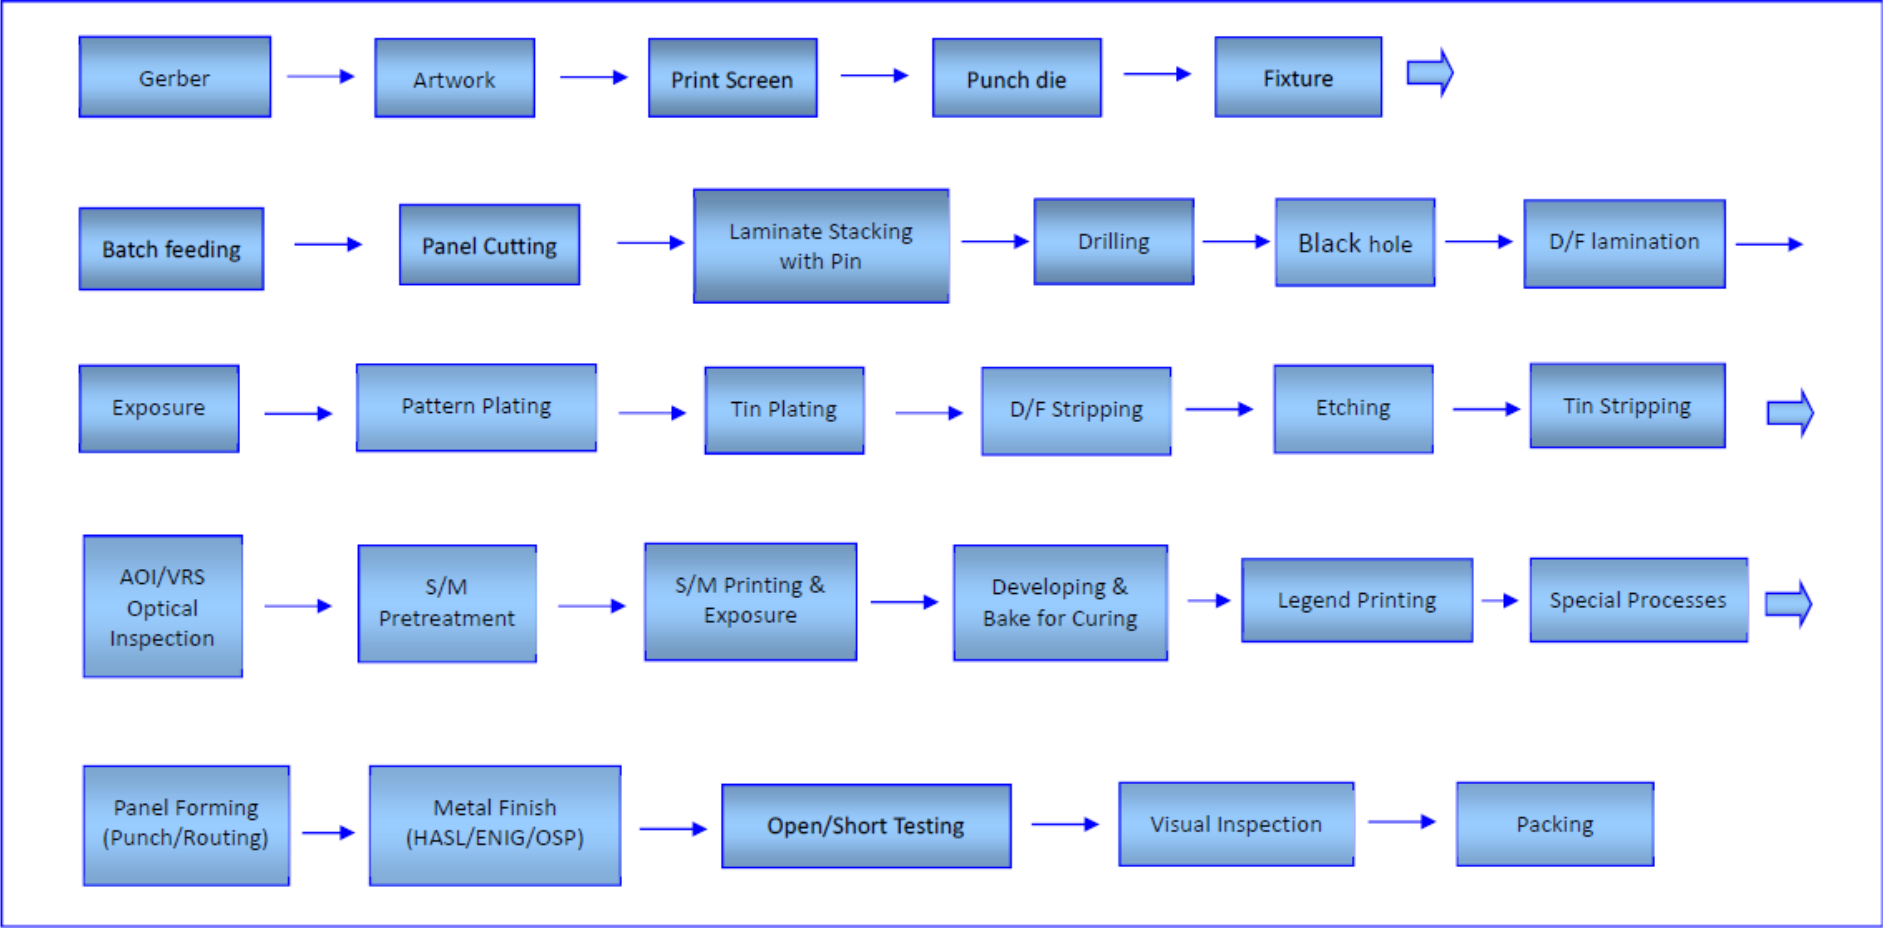 Gerber
Artwork
Print Screen
Punch die
Fixture
Batch feeding
Panel Cutting
Laminate Stacking
with Pin
Drilling
Black hole
D/F lamination
Exposure
Pattern Plating
Tin Plating
D/F Stripping
Etching
Tin Stripping
AOI/VRS
Optical
Inspection
S/M
Pretreatment
S/M Printing &
Exposure
Developing &
Bake for Curing
Legend Printing
Special Processes
Panel Forming
(Punch/Routing)
Metal Finish
(HASL/ENIG/OSP)
Open/Short Testing
Visual Inspection
Packing